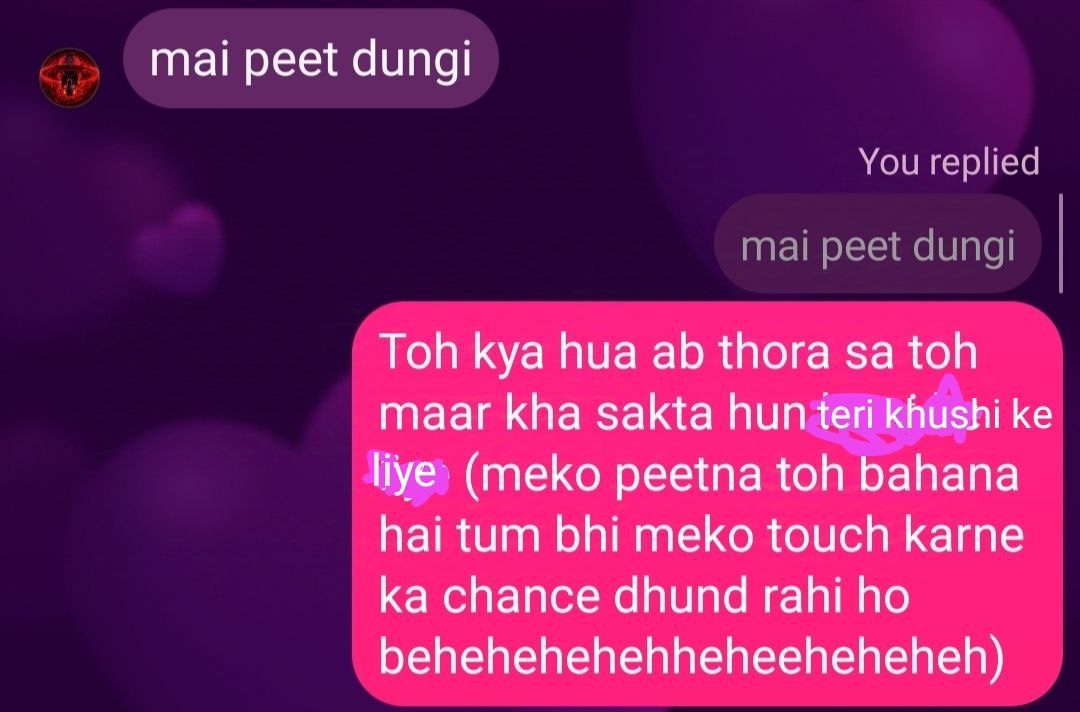 mai peet dungi
You replied
mai peet dungi
Toh kya hua ab thora sa toh
maar kha sakta hun teri khushi ke
liye (meko peetna toh bahana
hai tum bhi meko touch karne
ka chance dhund rahi ho
behehehehehheheeheheheh)